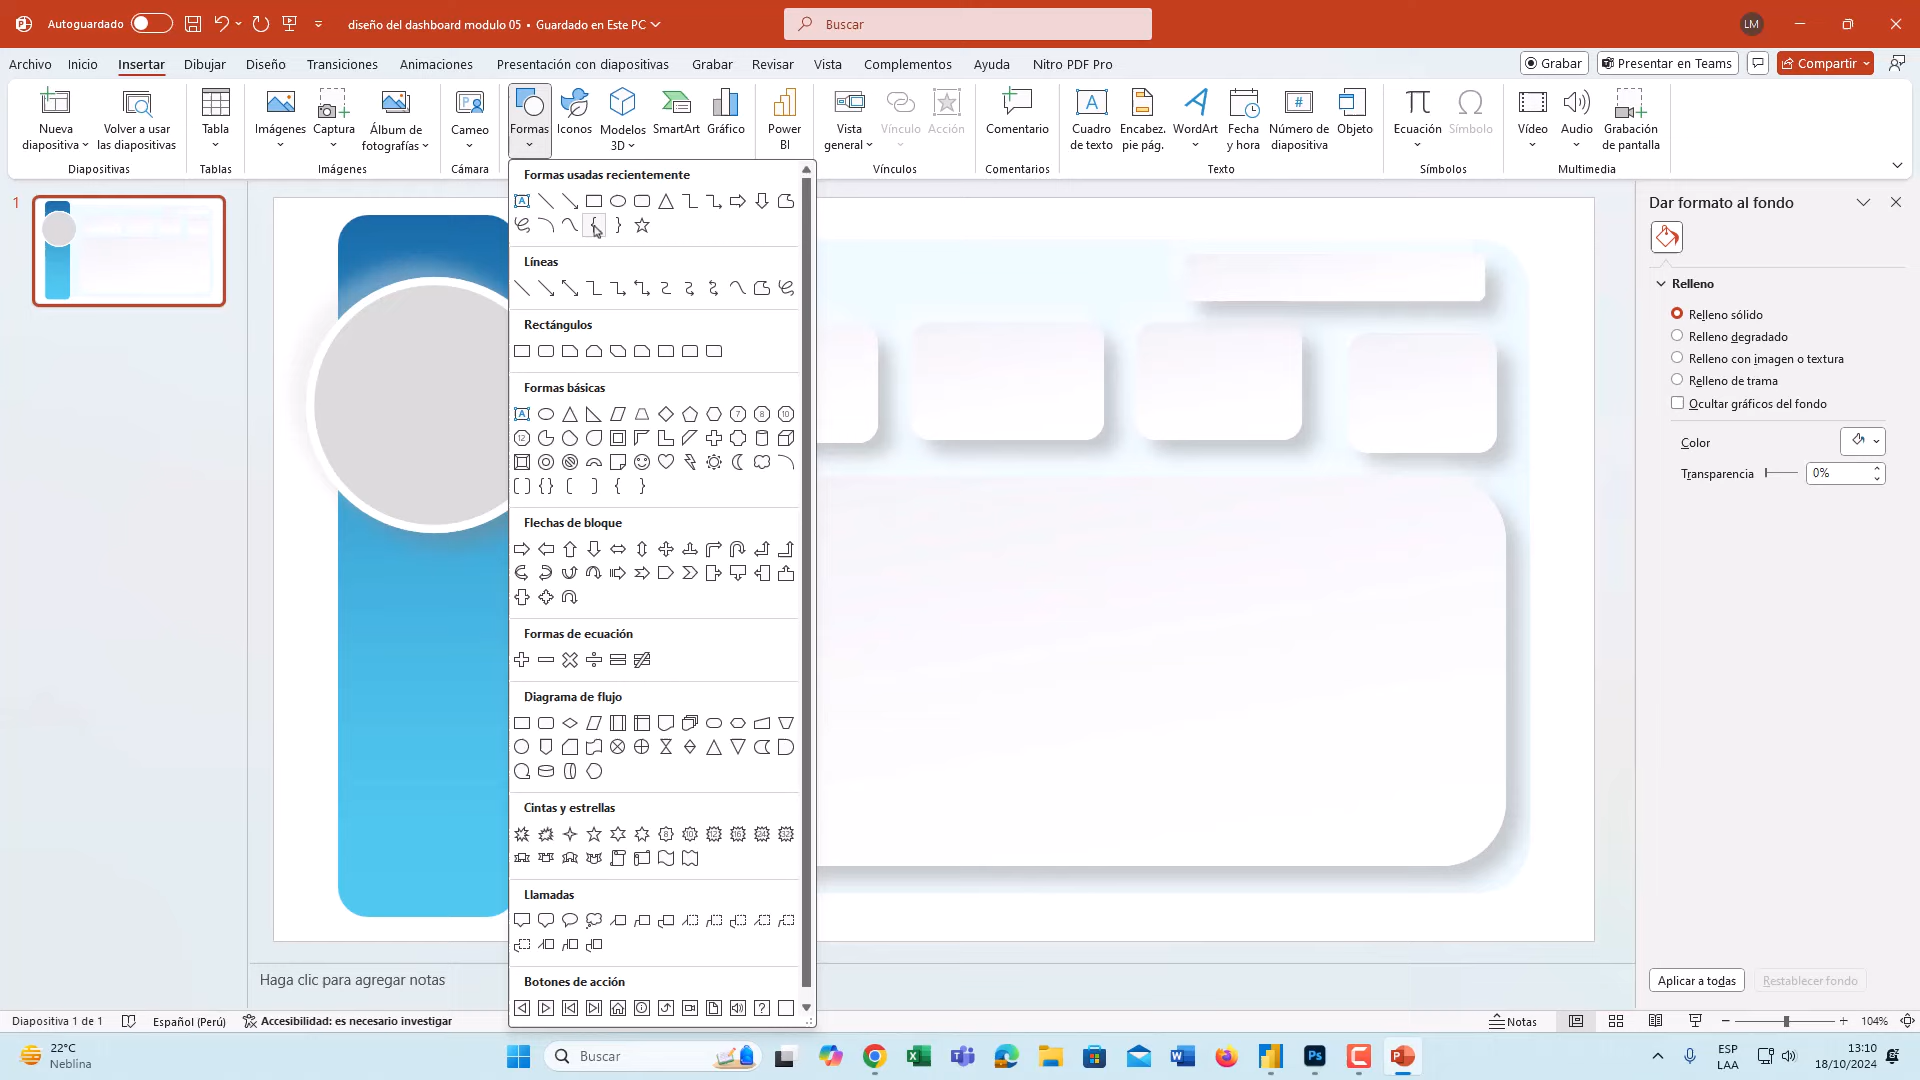 Autoguardado
diseño del dashboard modulo 05 • Guardado en Este PC
Buscar
LM
Archivo Inicio Insertar Dibujar Diseño Transiciones Animaciones Presentación con diapositivas Grabar Revisar Vista Complementos Ayuda Nitro PDF Pro
Grabar Presentar en Teams Compartir
Nueva diapositiva
Volver a usar las diapositivas
Tabla
Imágenes
Captura
Álbum de fotografías
Cameo
Formas
Iconos
Modelos 3D
SmartArt
Gráfico
Power BI
Vista general
Vínculo
Acción
Comentario
Cuadro de texto
Encabez. pie pág.
WordArt
Fecha y hora
Número de diapositiva
Objeto
Ecuación
Símbolo
Vídeo
Audio
Grabación de pantalla
Diapositivas Tablas Imágenes Cámara Vínculos Comentarios Texto Símbolos Multimedia
1
Formas usadas recientemente
Líneas
Rectángulos
Formas básicas
Flechas de bloque
Formas de ecuación
Diagrama de flujo
Cintas y estrellas
Llamadas
Botones de acción
Dar formato al fondo
Relleno
Relleno sólido
Relleno degradado
Relleno con imagen o textura
Relleno de trama
Ocultar gráficos del fondo
Color
Transparencia 0%
Aplicar a todas Restablecer fondo
Haga clic para agregar notas
Diapositiva 1 de 1 Español (Perú) Accesibilidad: es necesario investigar Notas 104%
22°C
Neblina
Buscar
ESP
LAA
13:10
18/10/2024